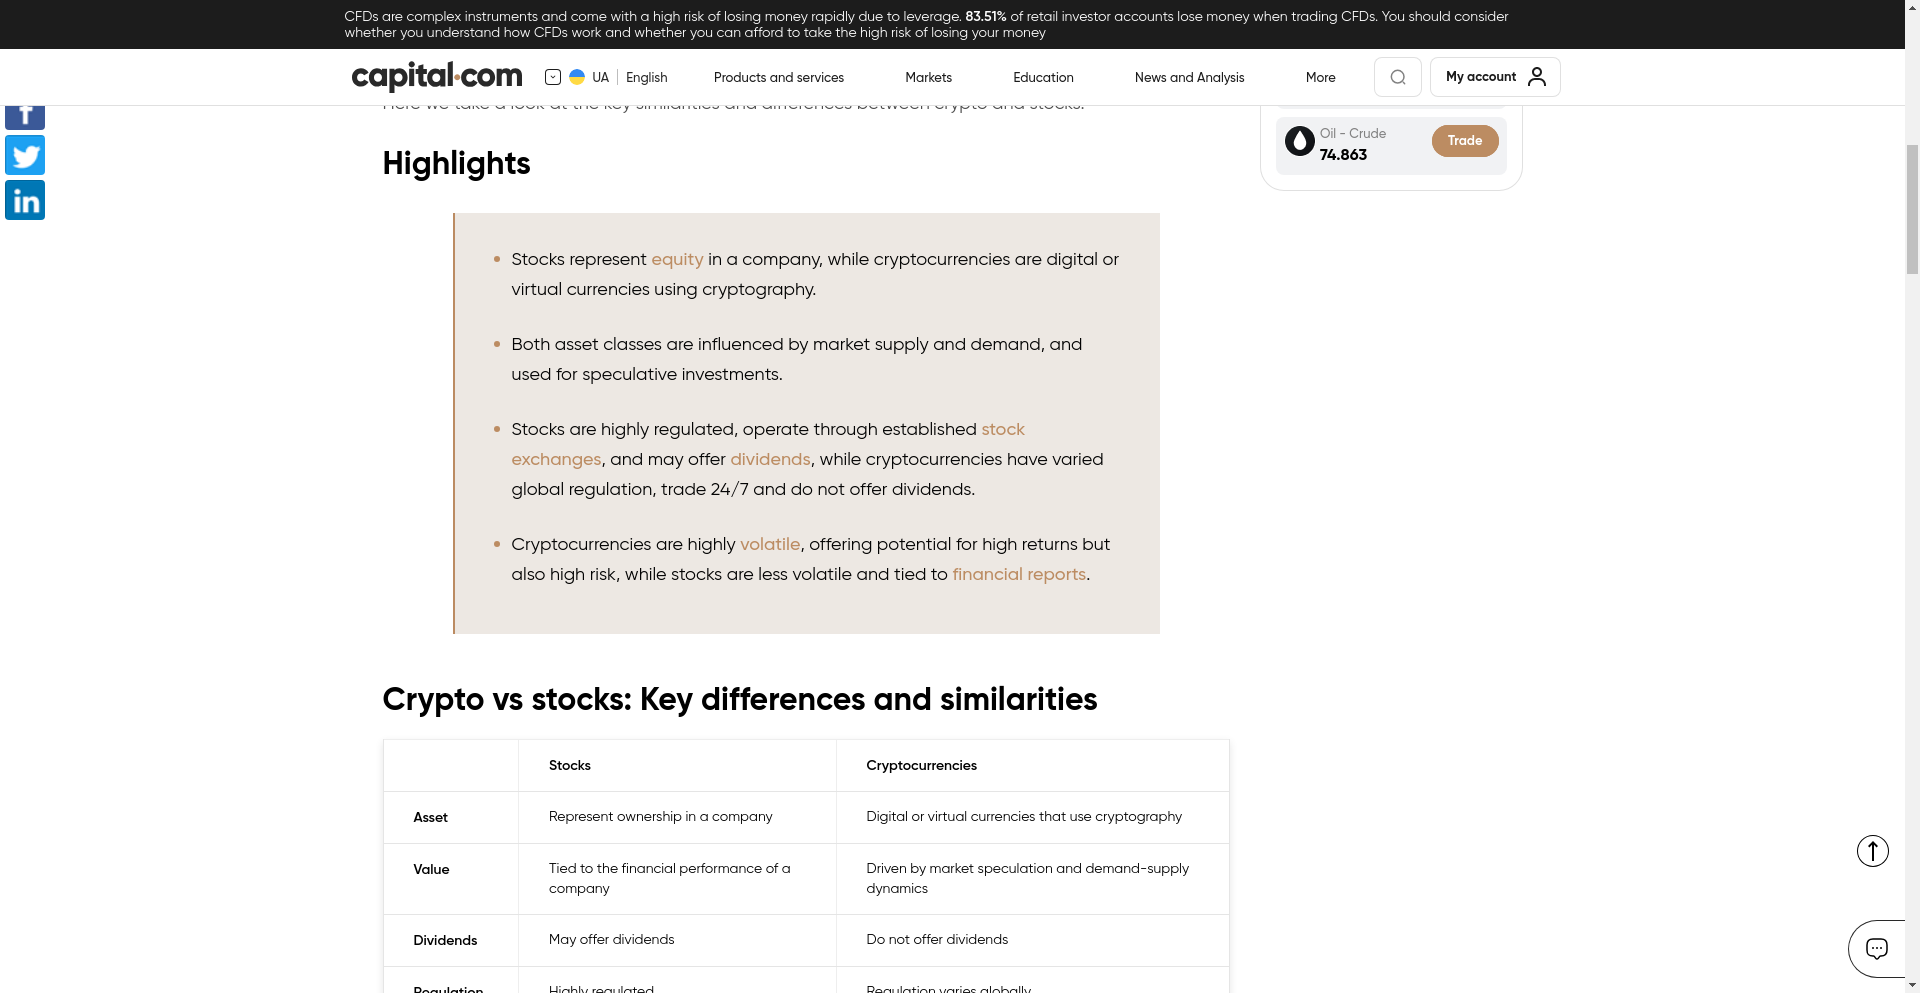 CFDs are complex instruments and come with a high risk of losing money rapidly due to leverage. 83.51% of retail investor accounts lose money when trading CFDs. You should consider
whether you understand how CFDs work and whether you can afford to take the high risk of losing your money
capital.com
UA English
Products and services
Markets
Education
News and Analysis
More
My account
Here we take a look at the key similarities and differences between crypto and stocks.
Oil - Crude
74.863
Trade
Highlights
Stocks represent equity in a company, while cryptocurrencies are digital or
virtual currencies using cryptography.
Both asset classes are influenced by market supply and demand, and
used for speculative investments.
Stocks are highly regulated, operate through established stock
exchanges, and may offer dividends, while cryptocurrencies have varied
global regulation, trade 24/7 and do not offer dividends.
Cryptocurrencies are highly volatile, offering potential for high returns but
also high risk, while stocks are less volatile and tied to financial reports.
Crypto vs stocks: Key differences and similarities
Stocks
Cryptocurrencies
Asset
Represent ownership in a company
Digital or virtual currencies that use cryptography
Value
Tied to the financial performance of a
company
Driven by market speculation and demand-supply
dynamics
Dividends
May offer dividends
Do not offer dividends
Regulation
Highly regulated
Regulation varies globally